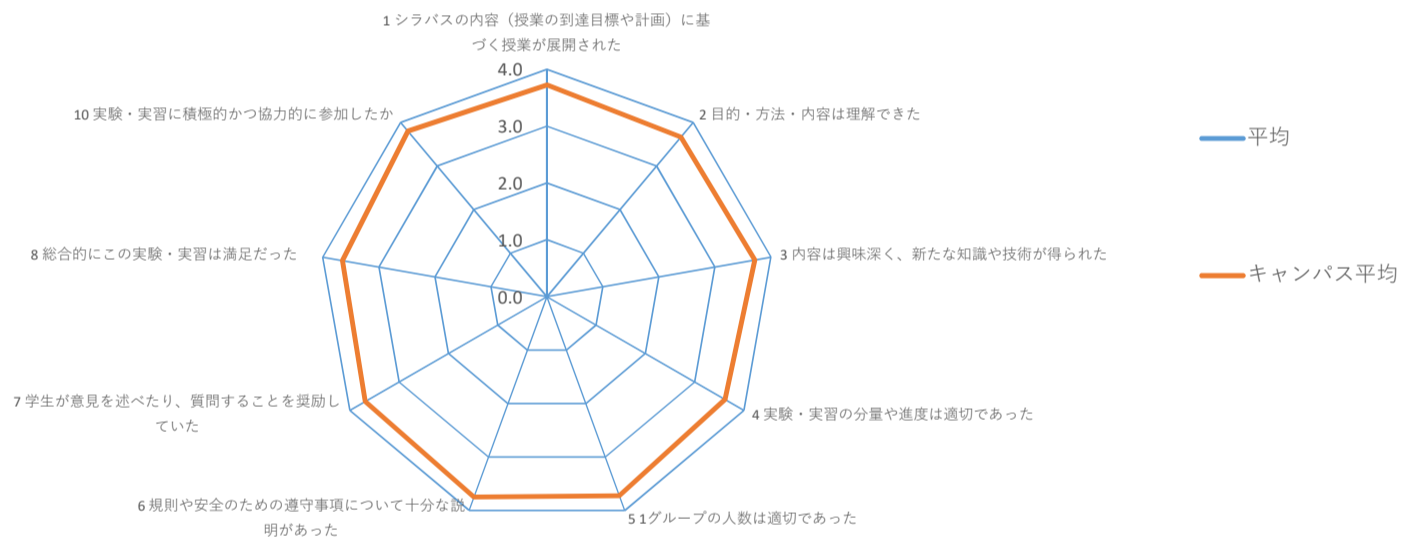 1 シラバスの内容（授業の到達目標や計画）に基
づく授業が展開された
4.0
10 実験・実習に積極的かつ協力的に参加したか
2 目的・方法・内容は理解できた
平均
3.0
2.0
1.0
8 総合的にこの実験・実習は満足だった
3 内容は興味深く、新たな知識や技術が得られた
キャンパス平均
0.0
7 学生が意見を述べたり、質問することを奨励し
ていた
4 実験・実習の分量や進度は適切であった
6 規則や安全のための遵守事項について十分な説
明があった
5 1グループの人数は適切であった